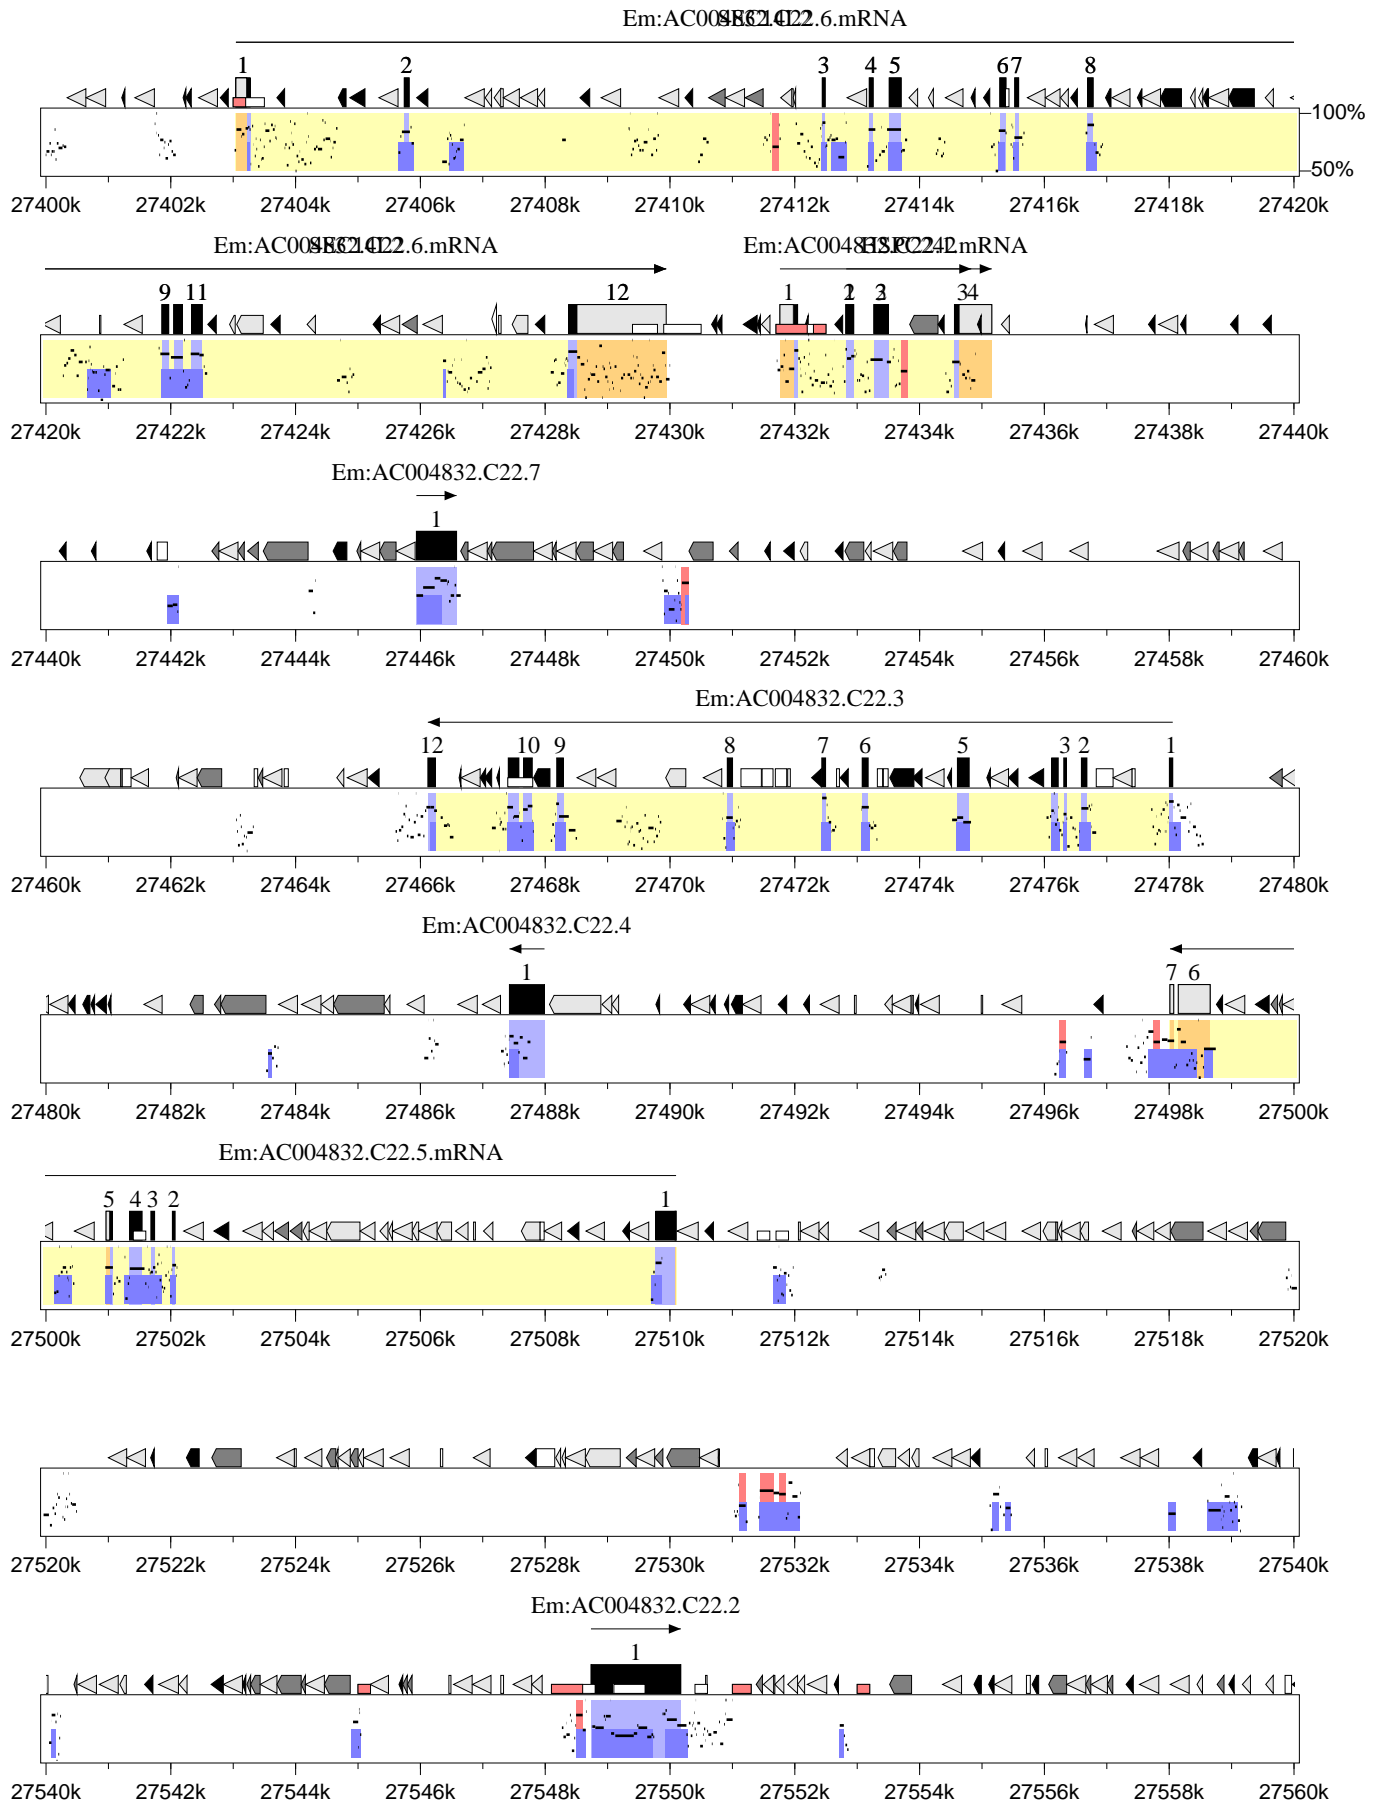 Em:AC004832.C22.6.mRNA
1 2 3 4 5 6 7 8
100%
50%
27400k 27402k 27404k 27406k 27408k 27410k 27412k 27414k 27416k 27418k 27420k
Em:AC004832.C22.6.mRNA
9 11 12 1 3 4
27420k 27422k 27424k 27426k 27428k 27430k 27432k 27434k 27436k 27438k 27440k
Em:AC004832.C22.7
1
27440k 27442k 27444k 27446k 27448k 27450k 27452k 27454k 27456k 27458k 27460k
Em:AC004832.C22.3
12 10 9 8 7 6 5 3 2 1
27460k 27462k 27464k 27466k 27468k 27470k 27472k 27474k 27476k 27478k 27480k
Em:AC004832.C22.4
1 7 6
27480k 27482k 27484k 27486k 27488k 27490k 27492k 27494k 27496k 27498k 27500k
Em:AC004832.C22.5.mRNA
5 4 3 2 1
27500k 27502k 27504k 27506k 27508k 27510k 27512k 27514k 27516k 27518k 27520k
27520k 27522k 27524k 27526k 27528k 27530k 27532k 27534k 27536k 27538k 27540k
Em:AC004832.C22.2
1
27540k 27542k 27544k 27546k 27548k 27550k 27552k 27554k 27556k 27558k 27560k